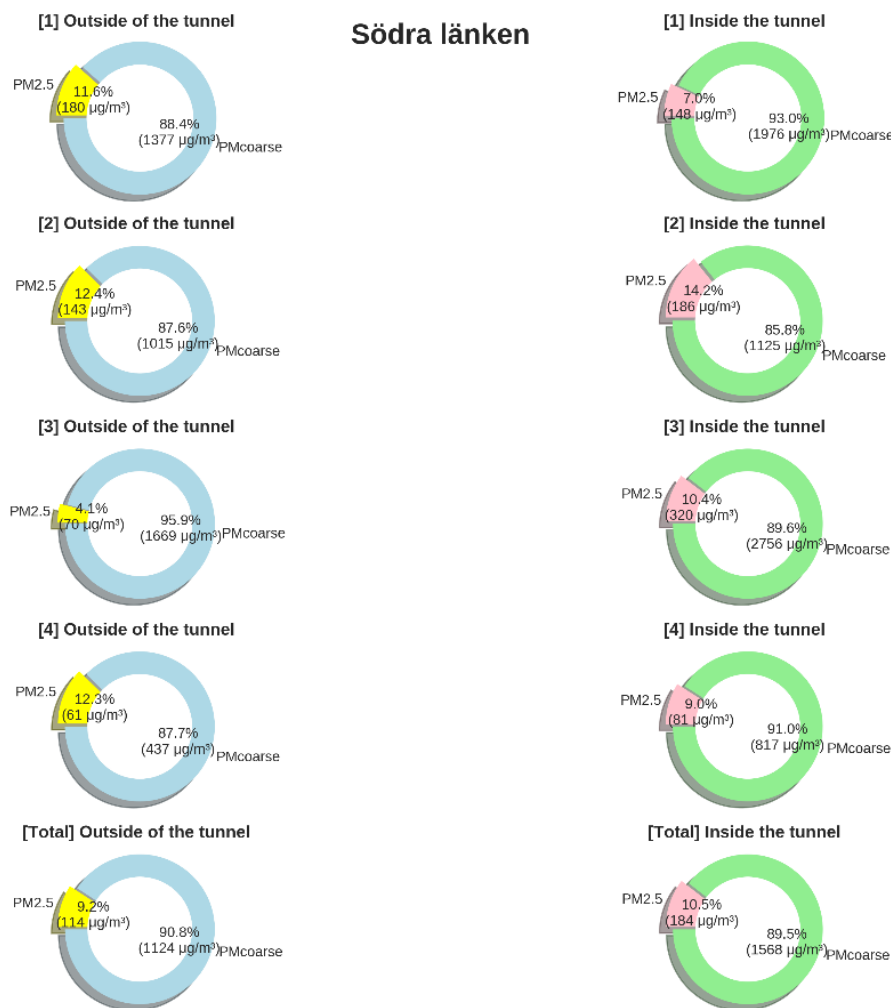 Södra länken
[1] Outside of the tunnel
PM2.5
11.6%
(180 µg/m³)
88.4%
(1377 µg/m³)
PMcoarse
[1] Inside the tunnel
PM2.5
7.0%
(148 µg/m³)
93.0%
(1976 µg/m³)
PMcoarse
[2] Outside of the tunnel
PM2.5
12.4%
(143 µg/m³)
87.6%
(1015 µg/m³)
PMcoarse
[2] Inside the tunnel
PM2.5
14.2%
(186 µg/m³)
85.8%
(1125 µg/m³)
PMcoarse
[3] Outside of the tunnel
PM2.5
4.1%
(70 µg/m³)
95.9%
(1669 µg/m³)
PMcoarse
[3] Inside the tunnel
PM2.5
10.4%
(320 µg/m³)
89.6%
(2756 µg/m³)
PMcoarse
[4] Outside of the tunnel
PM2.5
12.3%
(61 µg/m³)
87.7%
(437 µg/m³)
PMcoarse
[4] Inside the tunnel
PM2.5
9.0%
(81 µg/m³)
91.0%
(817 µg/m³)
PMcoarse
[Total] Outside of the tunnel
PM2.5
9.2%
(114 µg/m³)
90.8%
(1124 µg/m³)
PMcoarse
[Total] Inside the tunnel
PM2.5
10.5%
(184 µg/m³)
89.5%
(1568 µg/m³)
PMcoarse